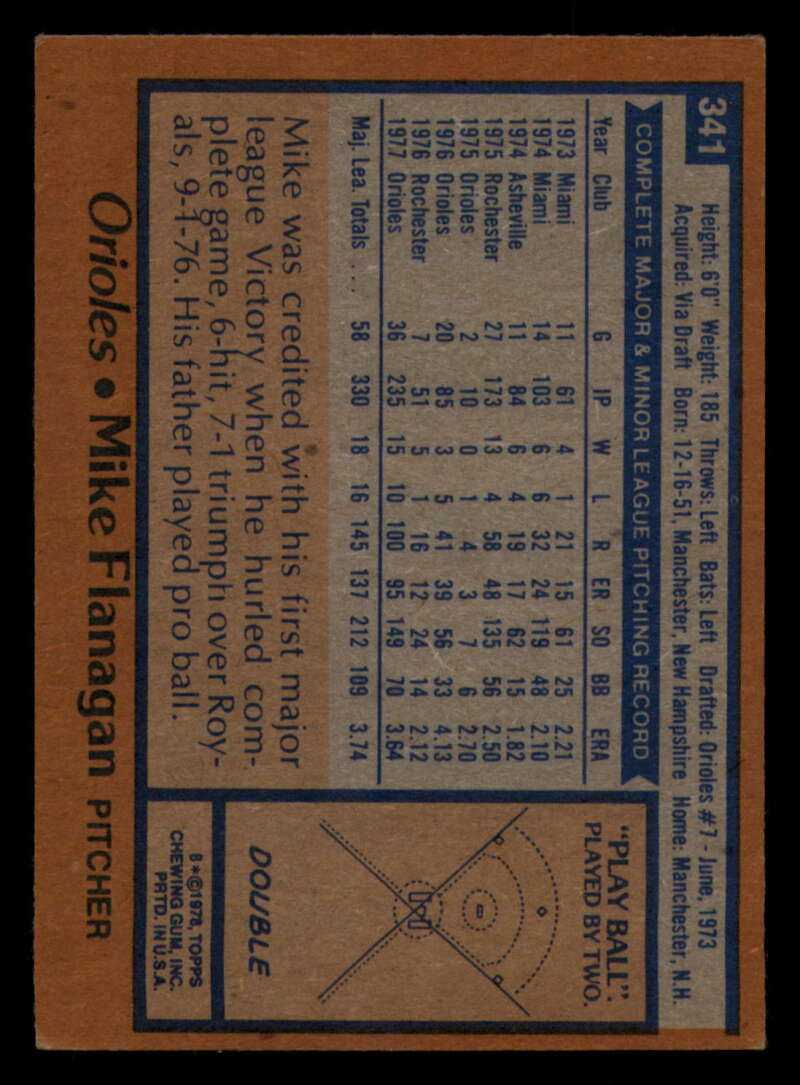 341
Height: 6'0" Weight: 185 Throws: Left Bats: Left Drafted: Orioles #7 - June, 1973
Acquired: Via Draft Born: 12-16-51, Manchester, New Hampshire Home: Manchester, N.H.
COMPLETE MAJOR & MINOR LEAGUE PITCHING RECORD
Year Club G IP W L R ER SO BB ERA
1973 Miami 11 61 4 1 21 15 61 25 2.21
1974 Miami 14 103 6 6 32 24 119 48 2.10
1974 Asheville 11 84 6 4 19 17 62 15 1.82
1975 Rochester 27 173 13 4 58 48 135 56 2.50
1975 Orioles 2 10 0 1 4 3 7 6 2.70
1976 Orioles 20 85 3 5 41 39 56 33 4.13
1976 Rochester 7 51 5 1 16 12 24 14 2.12
1977 Orioles 36 235 15 10 100 95 149 70 3.64
Maj. Lea. Totals .... 58 330 18 16 145 137 212 109 3.74
Mike was credited with his first major
league Victory when he hurled com-
plete game, 6-hit, 7-1 triumph over Roy-
als, 9-1-76. His father played pro ball.
"PLAY BALL":
PLAYED BY TWO.
DOUBLE
B*©1978, TOPPS
CHEWING GUM, INC.
PRTD. IN U.S.A.
Orioles • Mike Flanagan PITCHER